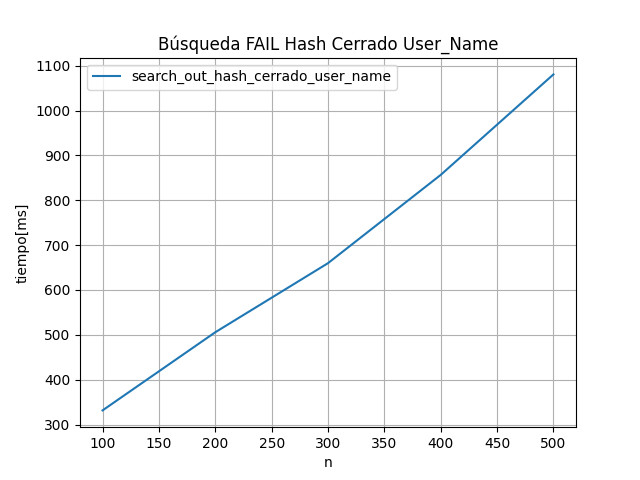 Búsqueda FAIL Hash Cerrado User_Name
search_out_hash_cerrado_user_name
1100
1000
900
800
700
600
500
400
300
tiempo[ms]
100 150 200 250 300 350 400 450 500
n